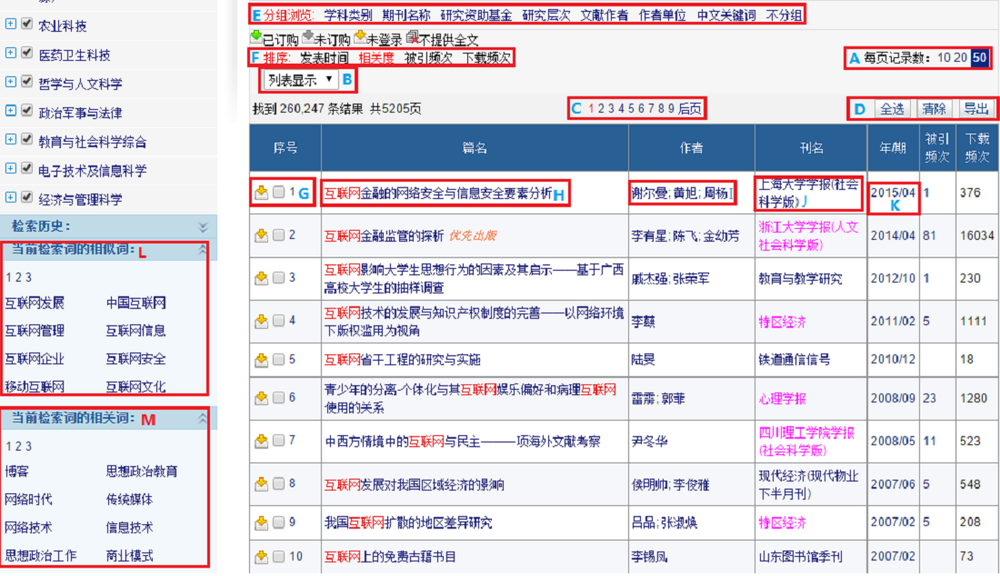 农业科技
医药卫生科技
哲学与人文科学
政治军事与法律
教育与社会科学综合
电子技术及信息科学
经济与管理科学
检索历史：
当前检索词的相似词： L
1 2 3
互联网发展 中国互联网
互联网管理 互联网信息
互联网企业 互联网安全
移动互联网 互联网文化
当前检索词的相关词： M
1 2 3
博客 思想政治教育
网络时代 传统媒体
网络技术 信息技术
思想政治工作 商业模式
E 分组浏览: 学科类别 期刊名称 研究资助基金 研究层次 文献作者 作者单位 中文关键词 不分组
已订购 未订购 未登录 不提供全文
F 排序: 发表时间 相关度 被引频次 下载频次
A 每页记录数: 10 20 50
列表显示 B
找到 260,247 条结果 共5205页
C 1 2 3 4 5 6 7 8 9 后页
D 全选 清除 导出
序号 篇名 作者 刊名 年/期 被引频次 下载频次
1 G 互联网金融的网络安全与信息安全要素分析 H 谢尔曼; 黄旭; 周杨 I 上海大学学报(社会科学版) J 2015/04 K 1 376
2 互联网金融监管的探析 优先出版 李有星; 陈飞; 金幼芳 浙江大学学报(人文社会科学版) 2014/04 81 16034
3 互联网影响大学生思想行为的因素及其启示——基于广西高校大学生的抽样调查 戚杰强; 张荣军 教育与教学研究 2012/10 1 230
4 互联网技术的发展与知识产权制度的完善——以网络环境下版权滥用为视角 李颖 特区经济 2011/02 5 1111
5 互联网省干工程的研究与实施 陆旻 铁道通信信号 2010/12 18
6 青少年的分离-个体化与其互联网娱乐偏好和病理互联网使用的关系 雷雳; 郭菲 心理学报 2008/09 23 1280
7 中西方情境中的互联网与民主——一项海外文献考察 尹冬华 四川理工学院学报(社会科学版) 2008/05 11 523
8 互联网发展对我国区域经济的影响 侯明帅; 李俊雅 现代经济(现代物业下半月刊) 2007/06 5 548
9 我国互联网扩散的地区差异研究 吕品; 张淑焕 特区经济 2007/02 5 208
10 互联网上的免费古籍书目 李锡凤 山东图书馆季刊 2007/02 73